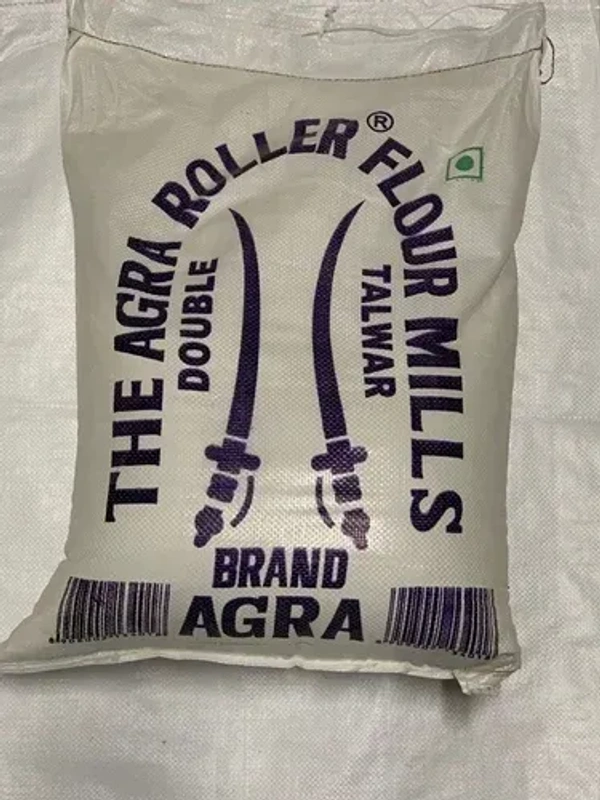 THE AGRA ROLLER FLOUR MILLS
®
DOUBLE
TALWAR
BRAND
AGRA